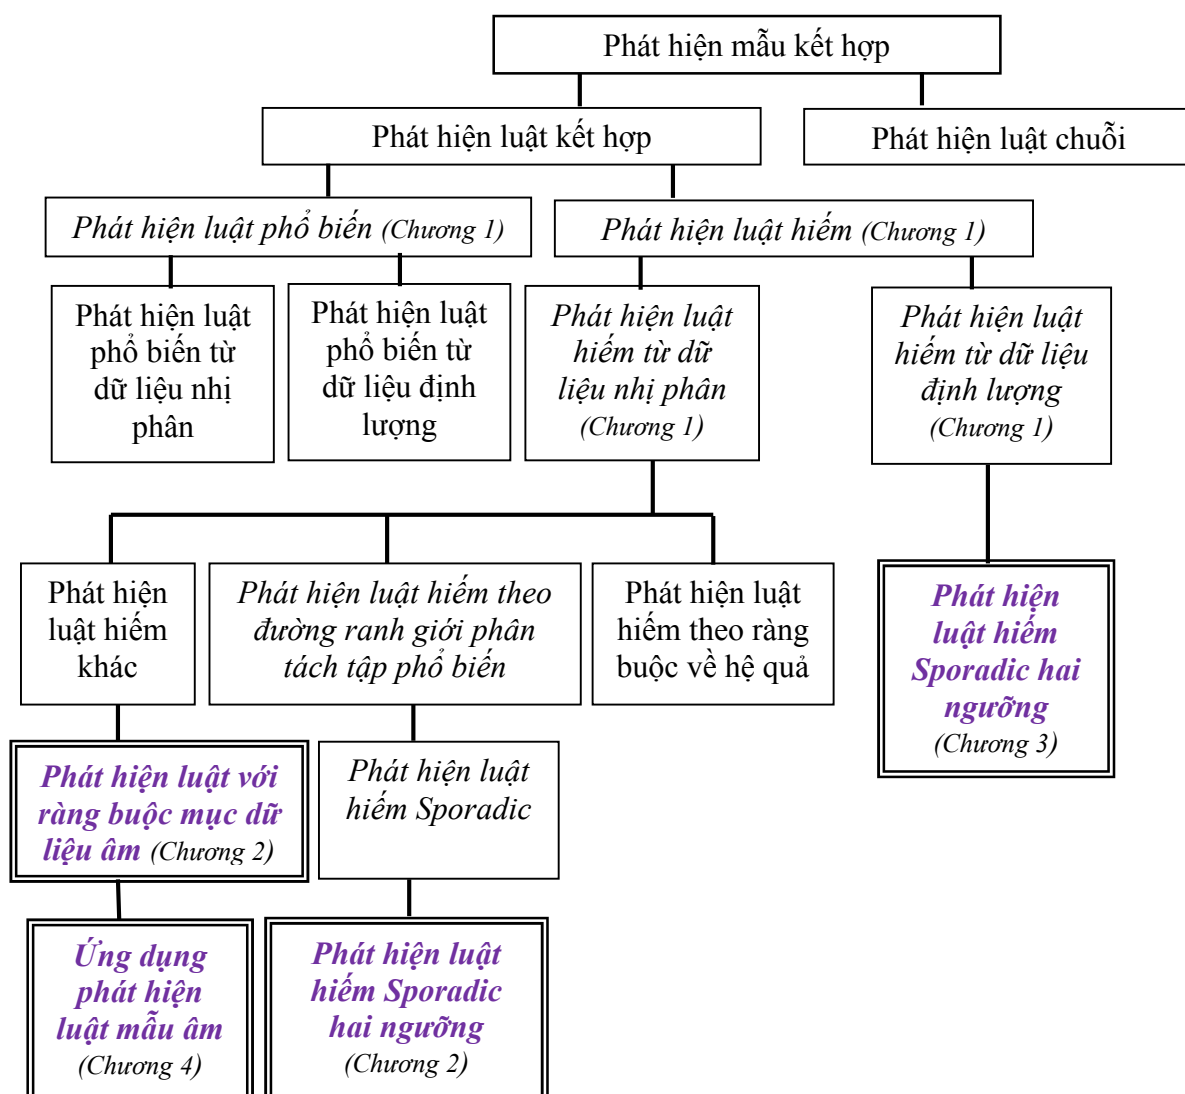 Phát hiện mẫu kết hợp
Phát hiện luật kết hợp
Phát hiện luật chuỗi
Phát hiện luật phổ biến (Chương 1)
Phát hiện luật hiếm (Chương 1)
Phát hiện luật
phổ biến từ
dữ liệu nhị
phân
Phát hiện luật
phổ biến từ
dữ liệu định
lượng
Phát hiện luật
hiếm từ dữ
liệu nhị phân
(Chương 1)
Phát hiện luật
hiếm từ dữ liệu
định lượng
(Chương 1)
Phát hiện
luật hiếm
khác
Phát hiện luật hiếm theo
đường ranh giới phân
tách tập phổ biến
Phát hiện luật
hiếm theo ràng
buộc về hệ quả
Phát hiện
luật hiếm
Sporadic hai
ngưỡng
(Chương 3)
Phát hiện luật với
ràng buộc mục dữ
liệu âm (Chương 2)
Phát hiện luật
hiếm Sporadic
Ứng dụng
phát hiện
luật mẫu âm
(Chương 4)
Phát hiện luật
hiếm Sporadic
hai ngưỡng
(Chương 2)